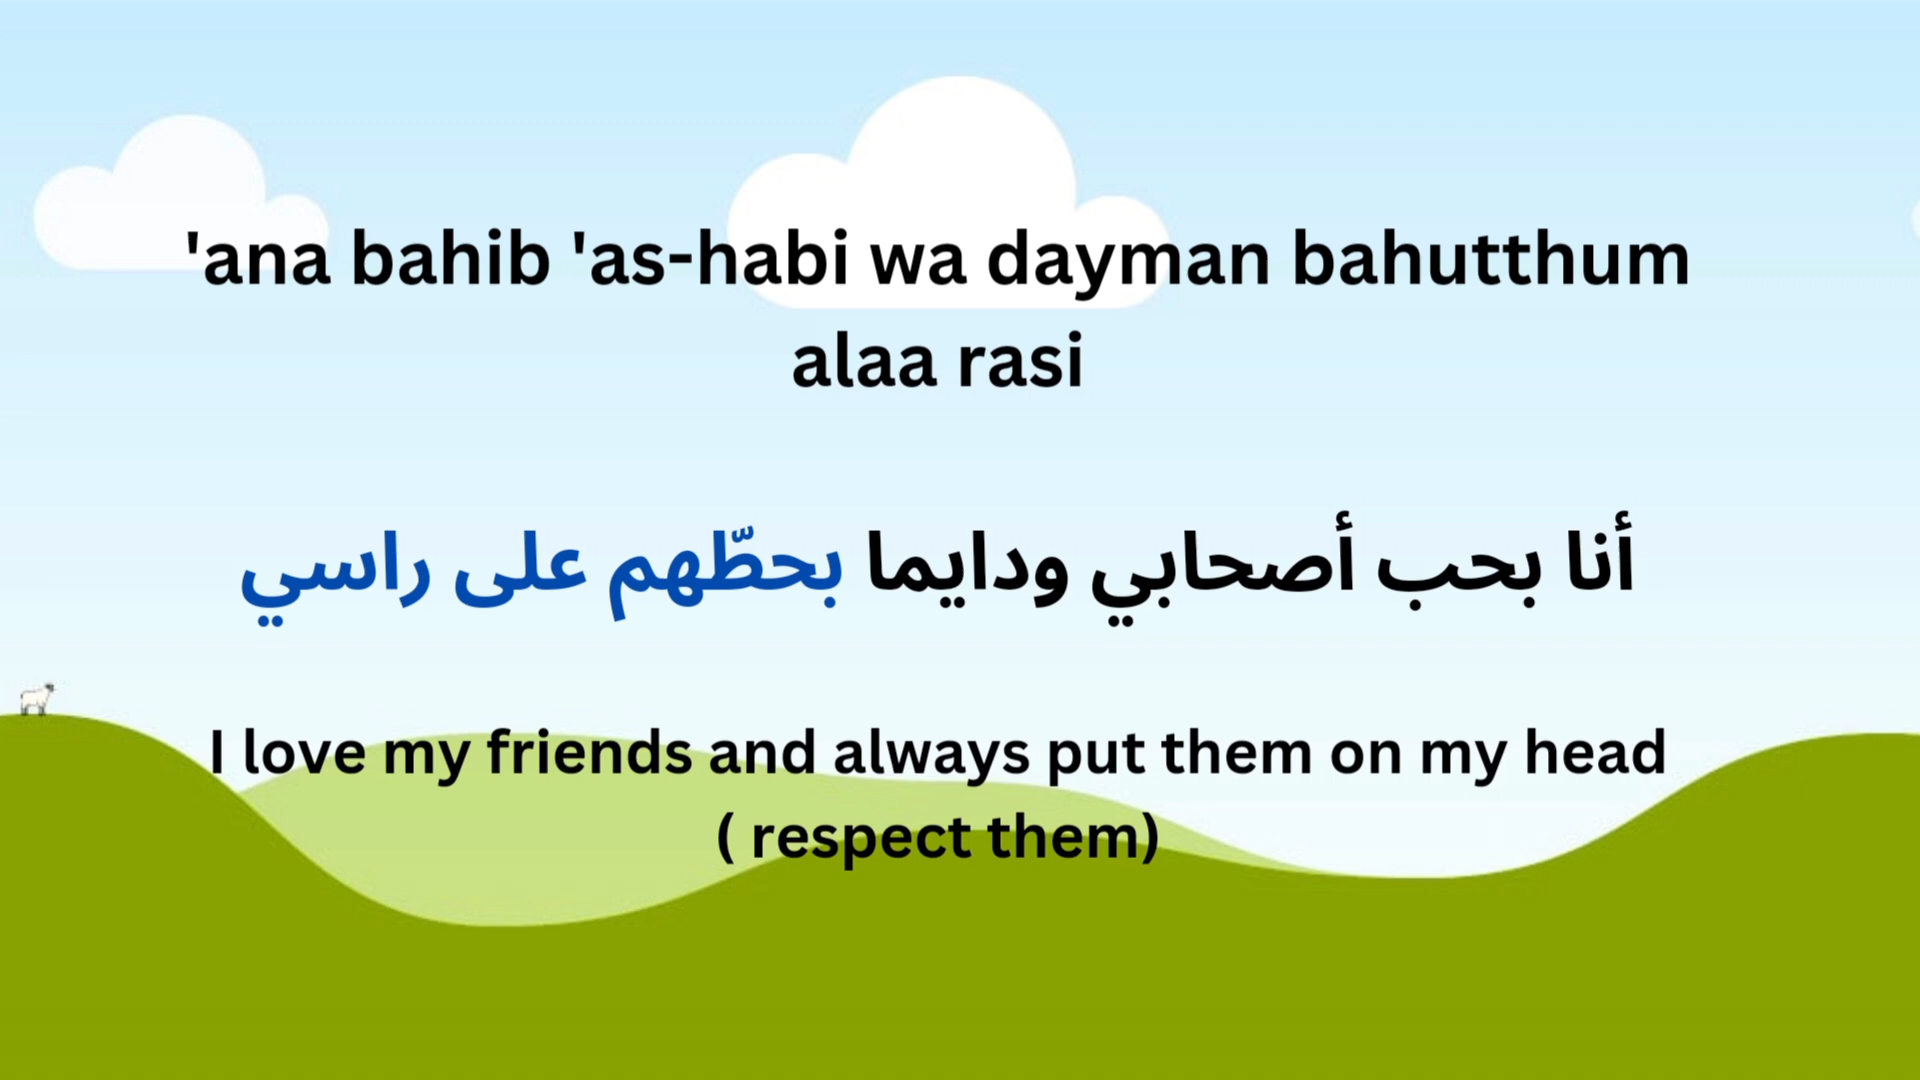 'ana bahib 'as-habi wa dayman bahutthum
alaa rasi
أنا بحب أصحابي ودايما بحطّهم على راسي
I love my friends and always put them on my head
( respect them)